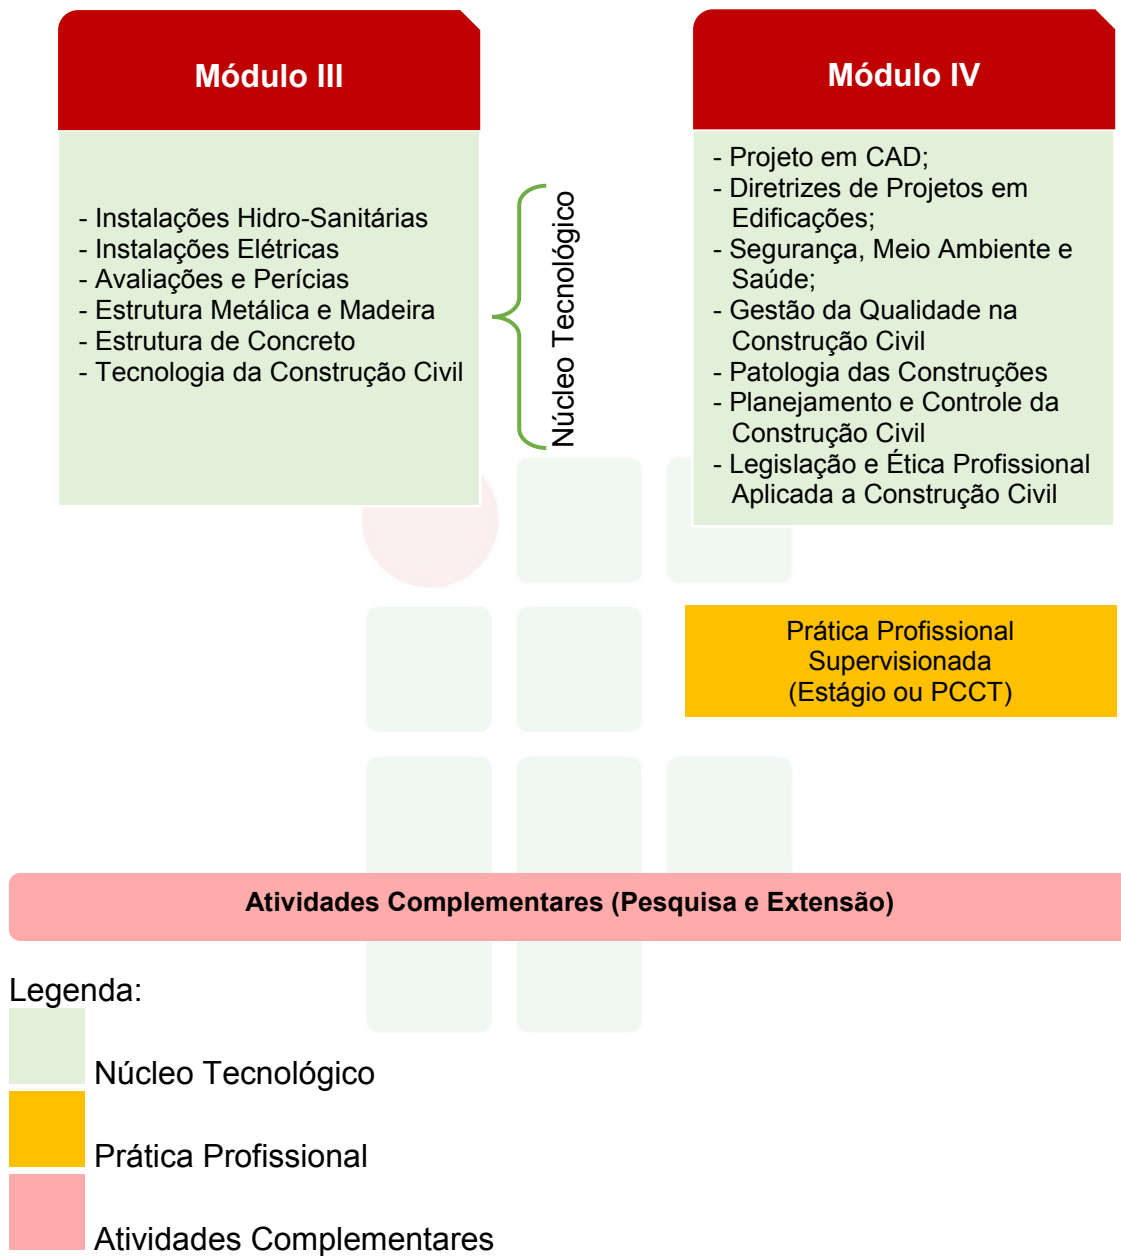 Módulo III
- Instalações Hidro-Sanitárias
- Instalações Elétricas
- Avaliações e Perícias
- Estrutura Metálica e Madeira
- Estrutura de Concreto
- Tecnologia da Construção Civil
Núcleo Tecnológico
Módulo IV
- Projeto em CAD;
- Diretrizes de Projetos em
Edificações;
- Segurança, Meio Ambiente e
Saúde;
- Gestão da Qualidade na
Construção Civil
- Patologia das Construções
- Planejamento e Controle da
Construção Civil
- Legislação e Ética Profissional
Aplicada a Construção Civil
Prática Profissional
Supervisionada
(Estágio ou PCCT)
Atividades Complementares (Pesquisa e Extensão)
Legenda:
Núcleo Tecnológico
Prática Profissional
Atividades Complementares